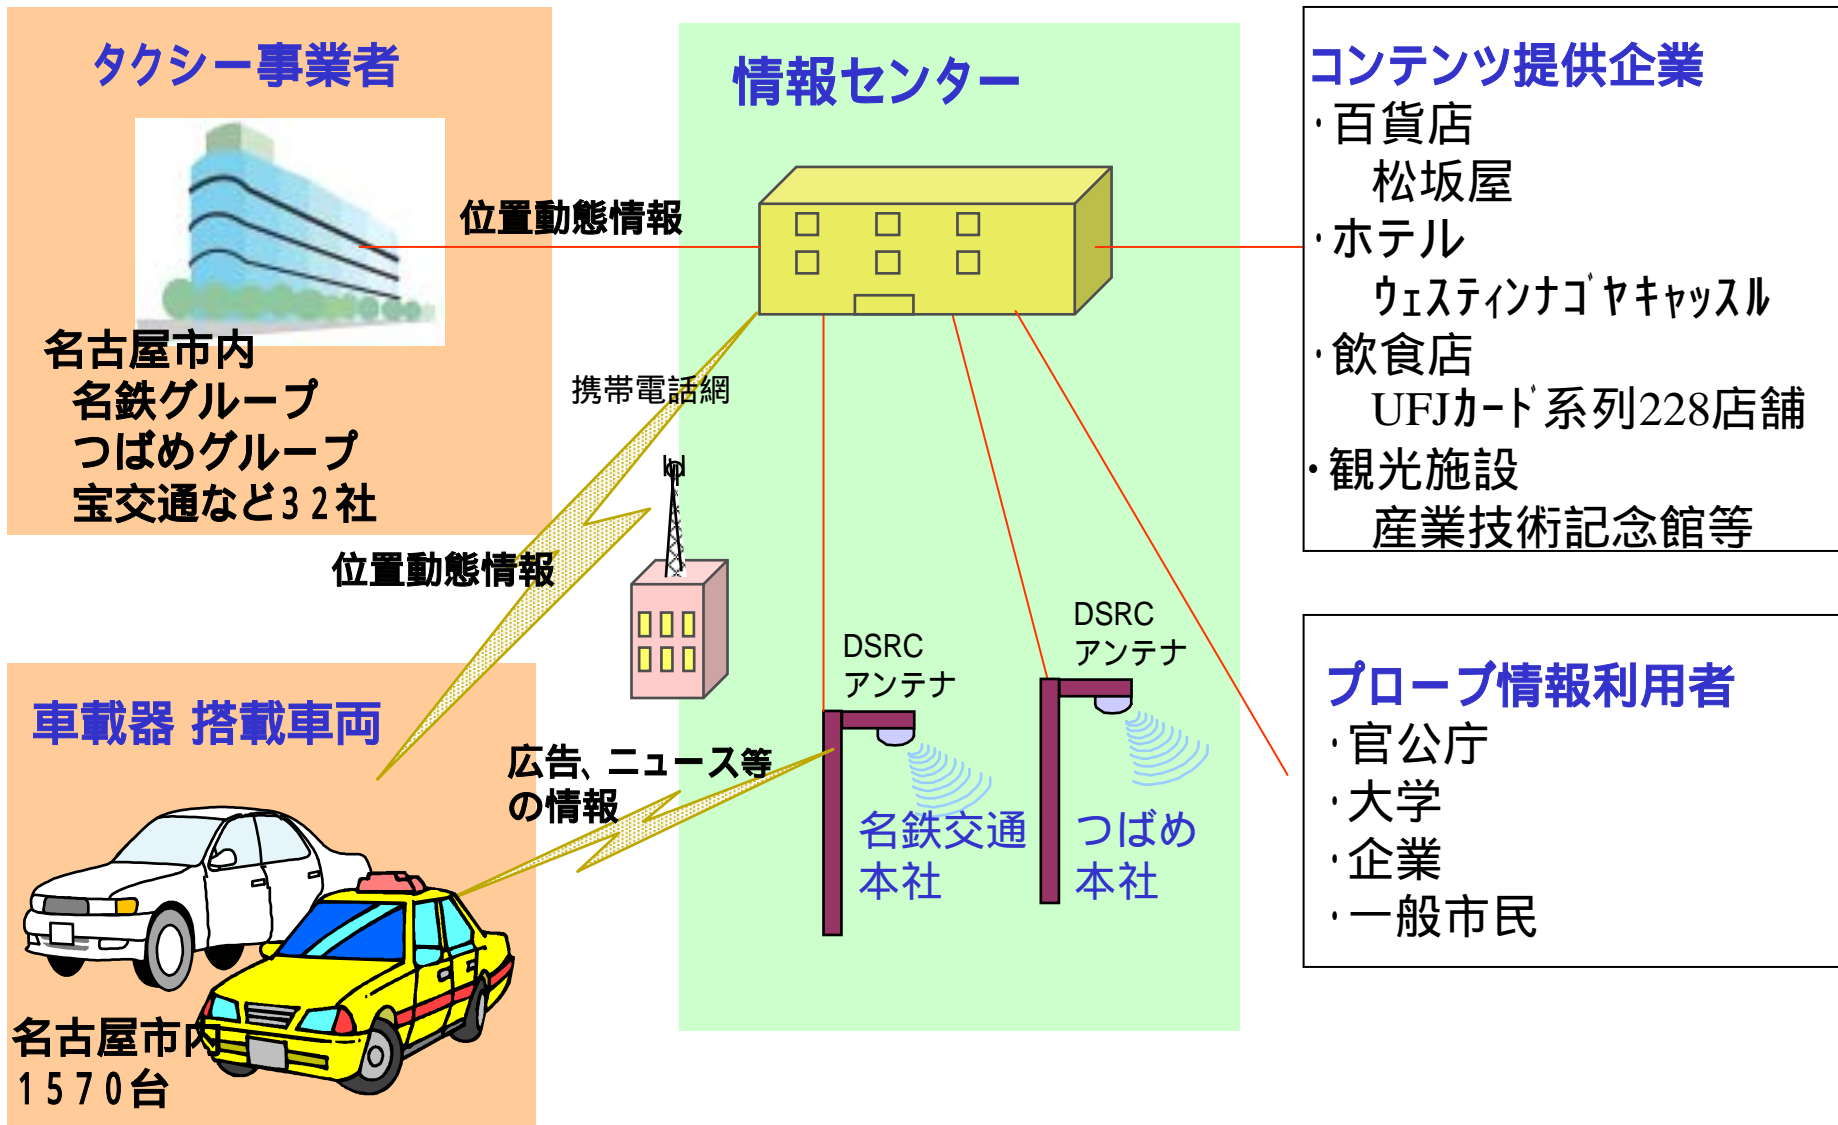 タクシー事業者
位置動態情報
名古屋市内
名鉄グループ
つばめグループ
宝交通など32社
情報センター
携帯電話網
位置動態情報
車載器 搭載車両
広告、ニュース等
の情報
名古屋市内
1570台
DSRC
アンテナ
名鉄交通
本社
DSRC
アンテナ
つばめ
本社
コンテンツ提供企業
・百貨店
松坂屋
・ホテル
ウェスティンナゴヤキャッスル
・飲食店
UFJカード系列228店舗
・観光施設
産業技術記念館等
プローブ情報利用者
・官公庁
・大学
・企業
・一般市民